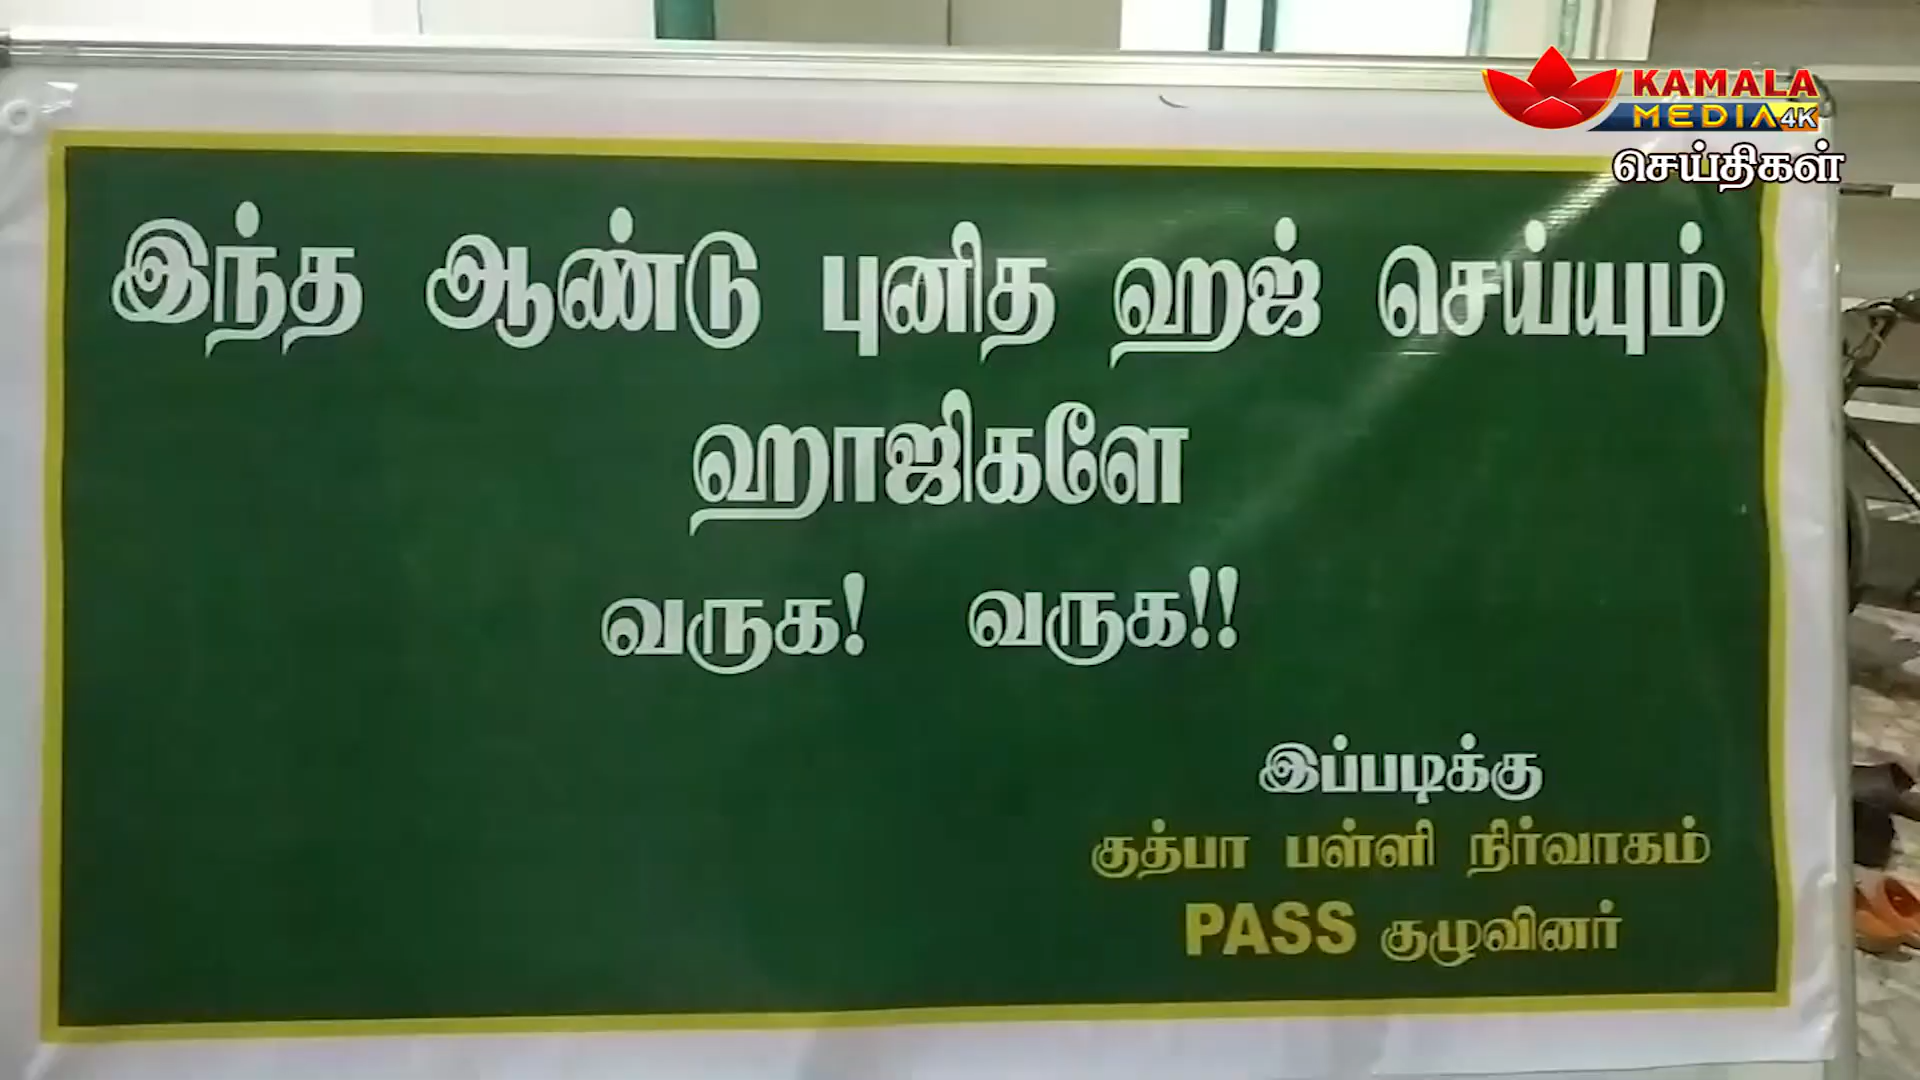 KAMALA
MEDIA 4K
செய்திகள்
இந்த ஆண்டு புனித ஹஜ் செய்யும்
ஹாஜிகளே
வருக! வருக!!
இப்படிக்கு
குத்பா பள்ளி நிர்வாகம்
PASS குழுவினர்